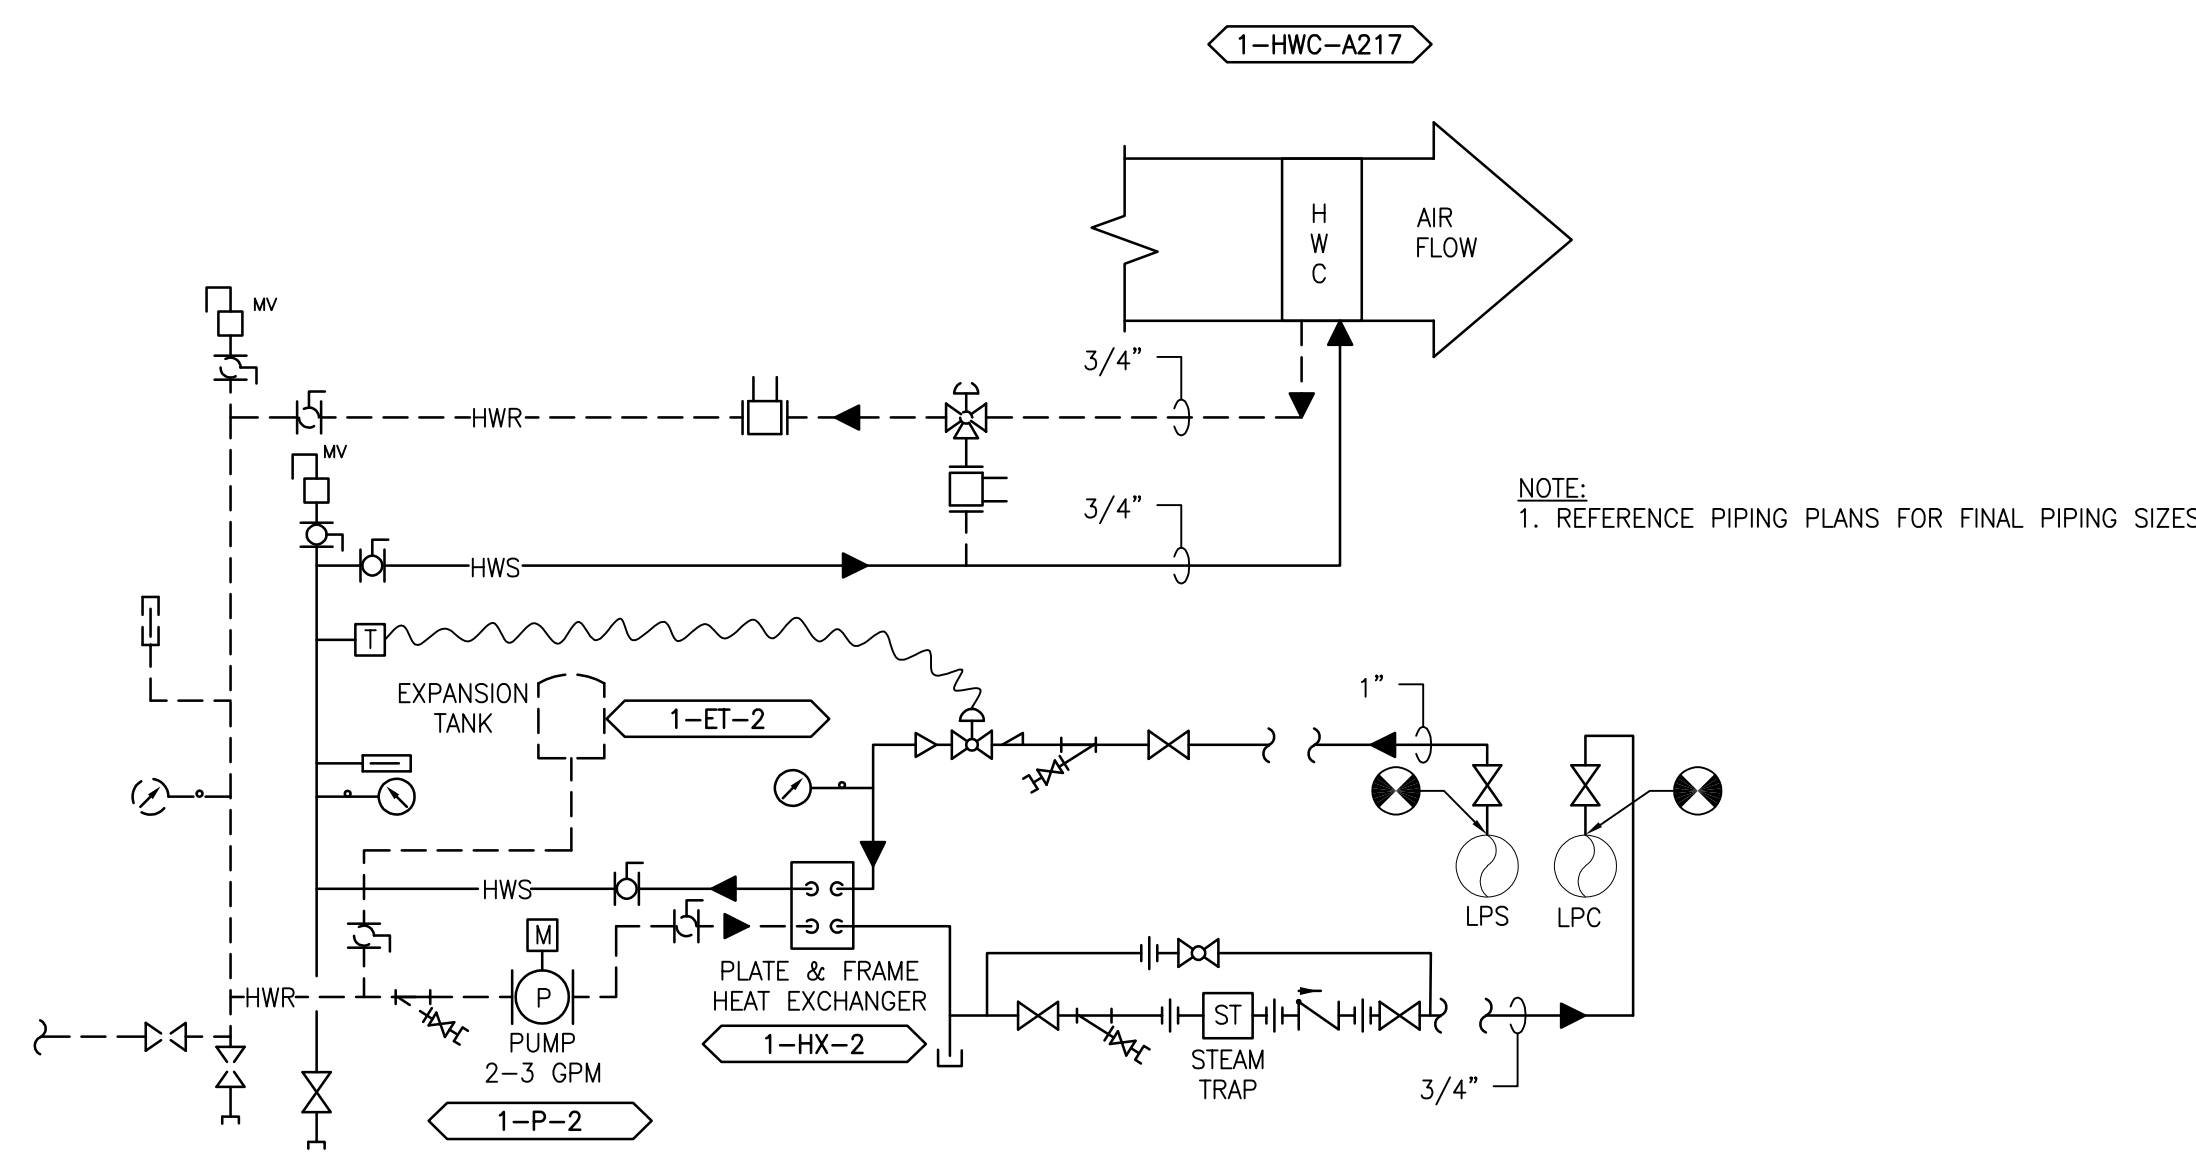 1-HWC-A217
H
W
C
AIR
FLOW
MV
3/4”
HWR
MV
3/4”
NOTE:
1. REFERENCE PIPING PLANS FOR FINAL PIPING SIZES
HWS
T
EXPANSION
TANK
1-ET-2
1”
HWS
LPS
LPC
M
PLATE & FRAME
HEAT EXCHANGER
HWR
P
ST
1-HX-2
PUMP
2-3 GPM
STEAM
TRAP
3/4”
1-P-2